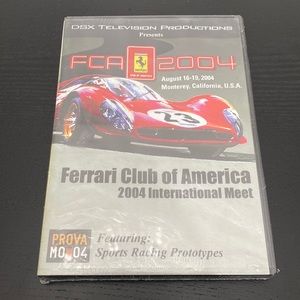 DSX TELEVISION PRODUCTIONS
Presents
FCA 2004
August 16-19, 2004
Monterey, California, U.S.A.
23
Ferrari Club of America
2004 International Meet
PROVA
MO 04
Featuring:
Sports Racing Prototypes